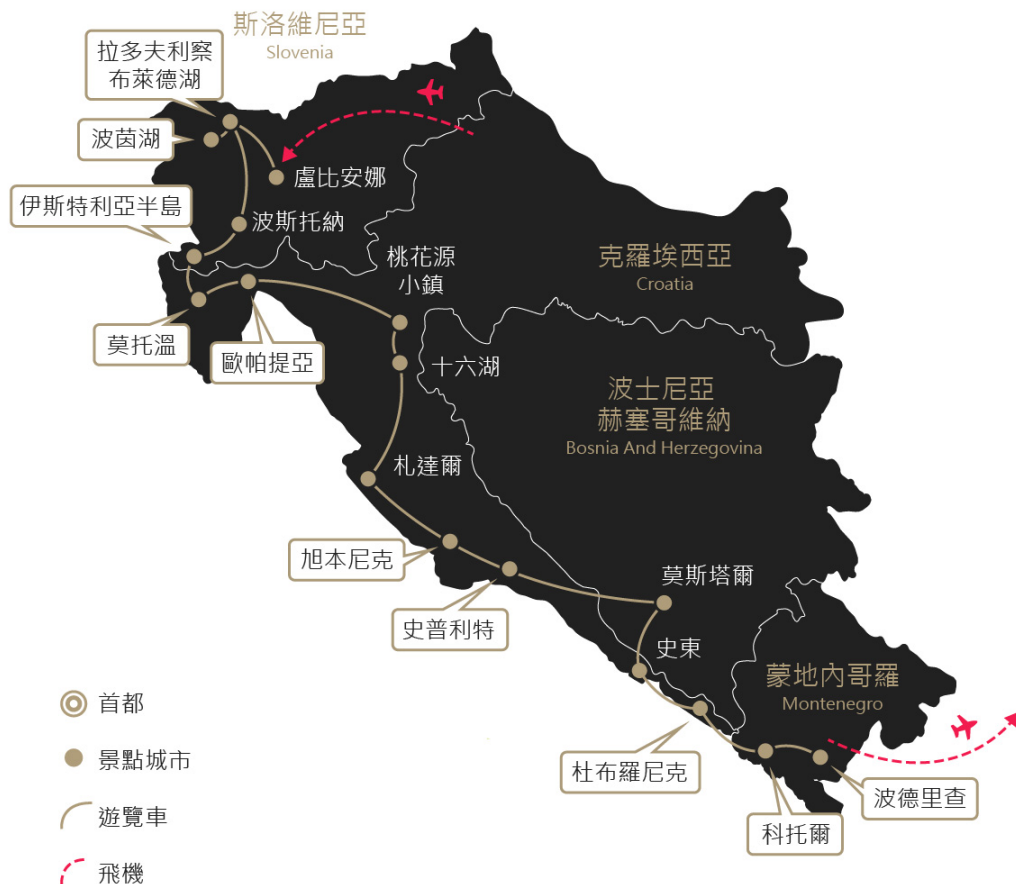 斯洛維尼亞
Slovenia
拉多夫利察
布萊德湖
波茵湖
盧比安娜
伊斯特利亞半島
波斯托納
桃花源
小鎮
克羅埃西亞
Croatia
莫托溫
歐帕提亞
十六湖
波士尼亞
赫塞哥維納
Bosnia And Herzegovina
札達爾
旭本尼克
莫斯塔爾
史普利特
史東
蒙地內哥羅
Montenegro
首都
景點城市
杜布羅尼克
波德里查
遊覽車
科托爾
飛機